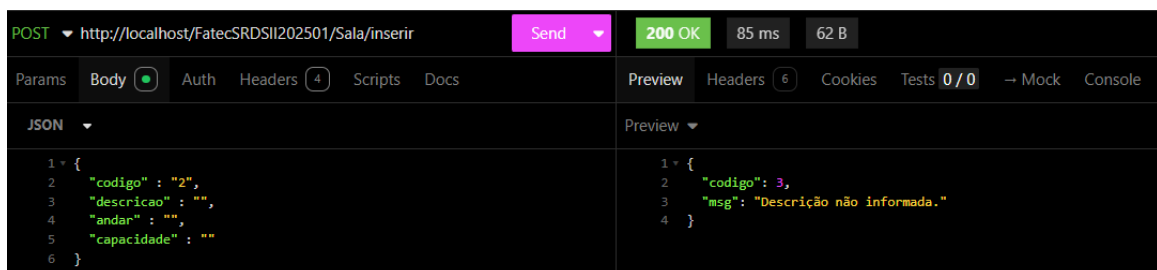 POST http://localhost/FatecSRDSII202501/Sala/inserir Send 200 OK 85 ms 62 B
Params Body Auth Headers 4 Scripts Docs Preview Headers 6 Cookies Tests 0 / 0 → Mock Console
JSON Preview
1 {
2 "codigo" : "2",
3 "descricao" : "",
4 "andar" : "",
5 "capacidade" : ""
6 }
1 {
2 "codigo": 3,
3 "msg": "Descrição não informada."
4 }